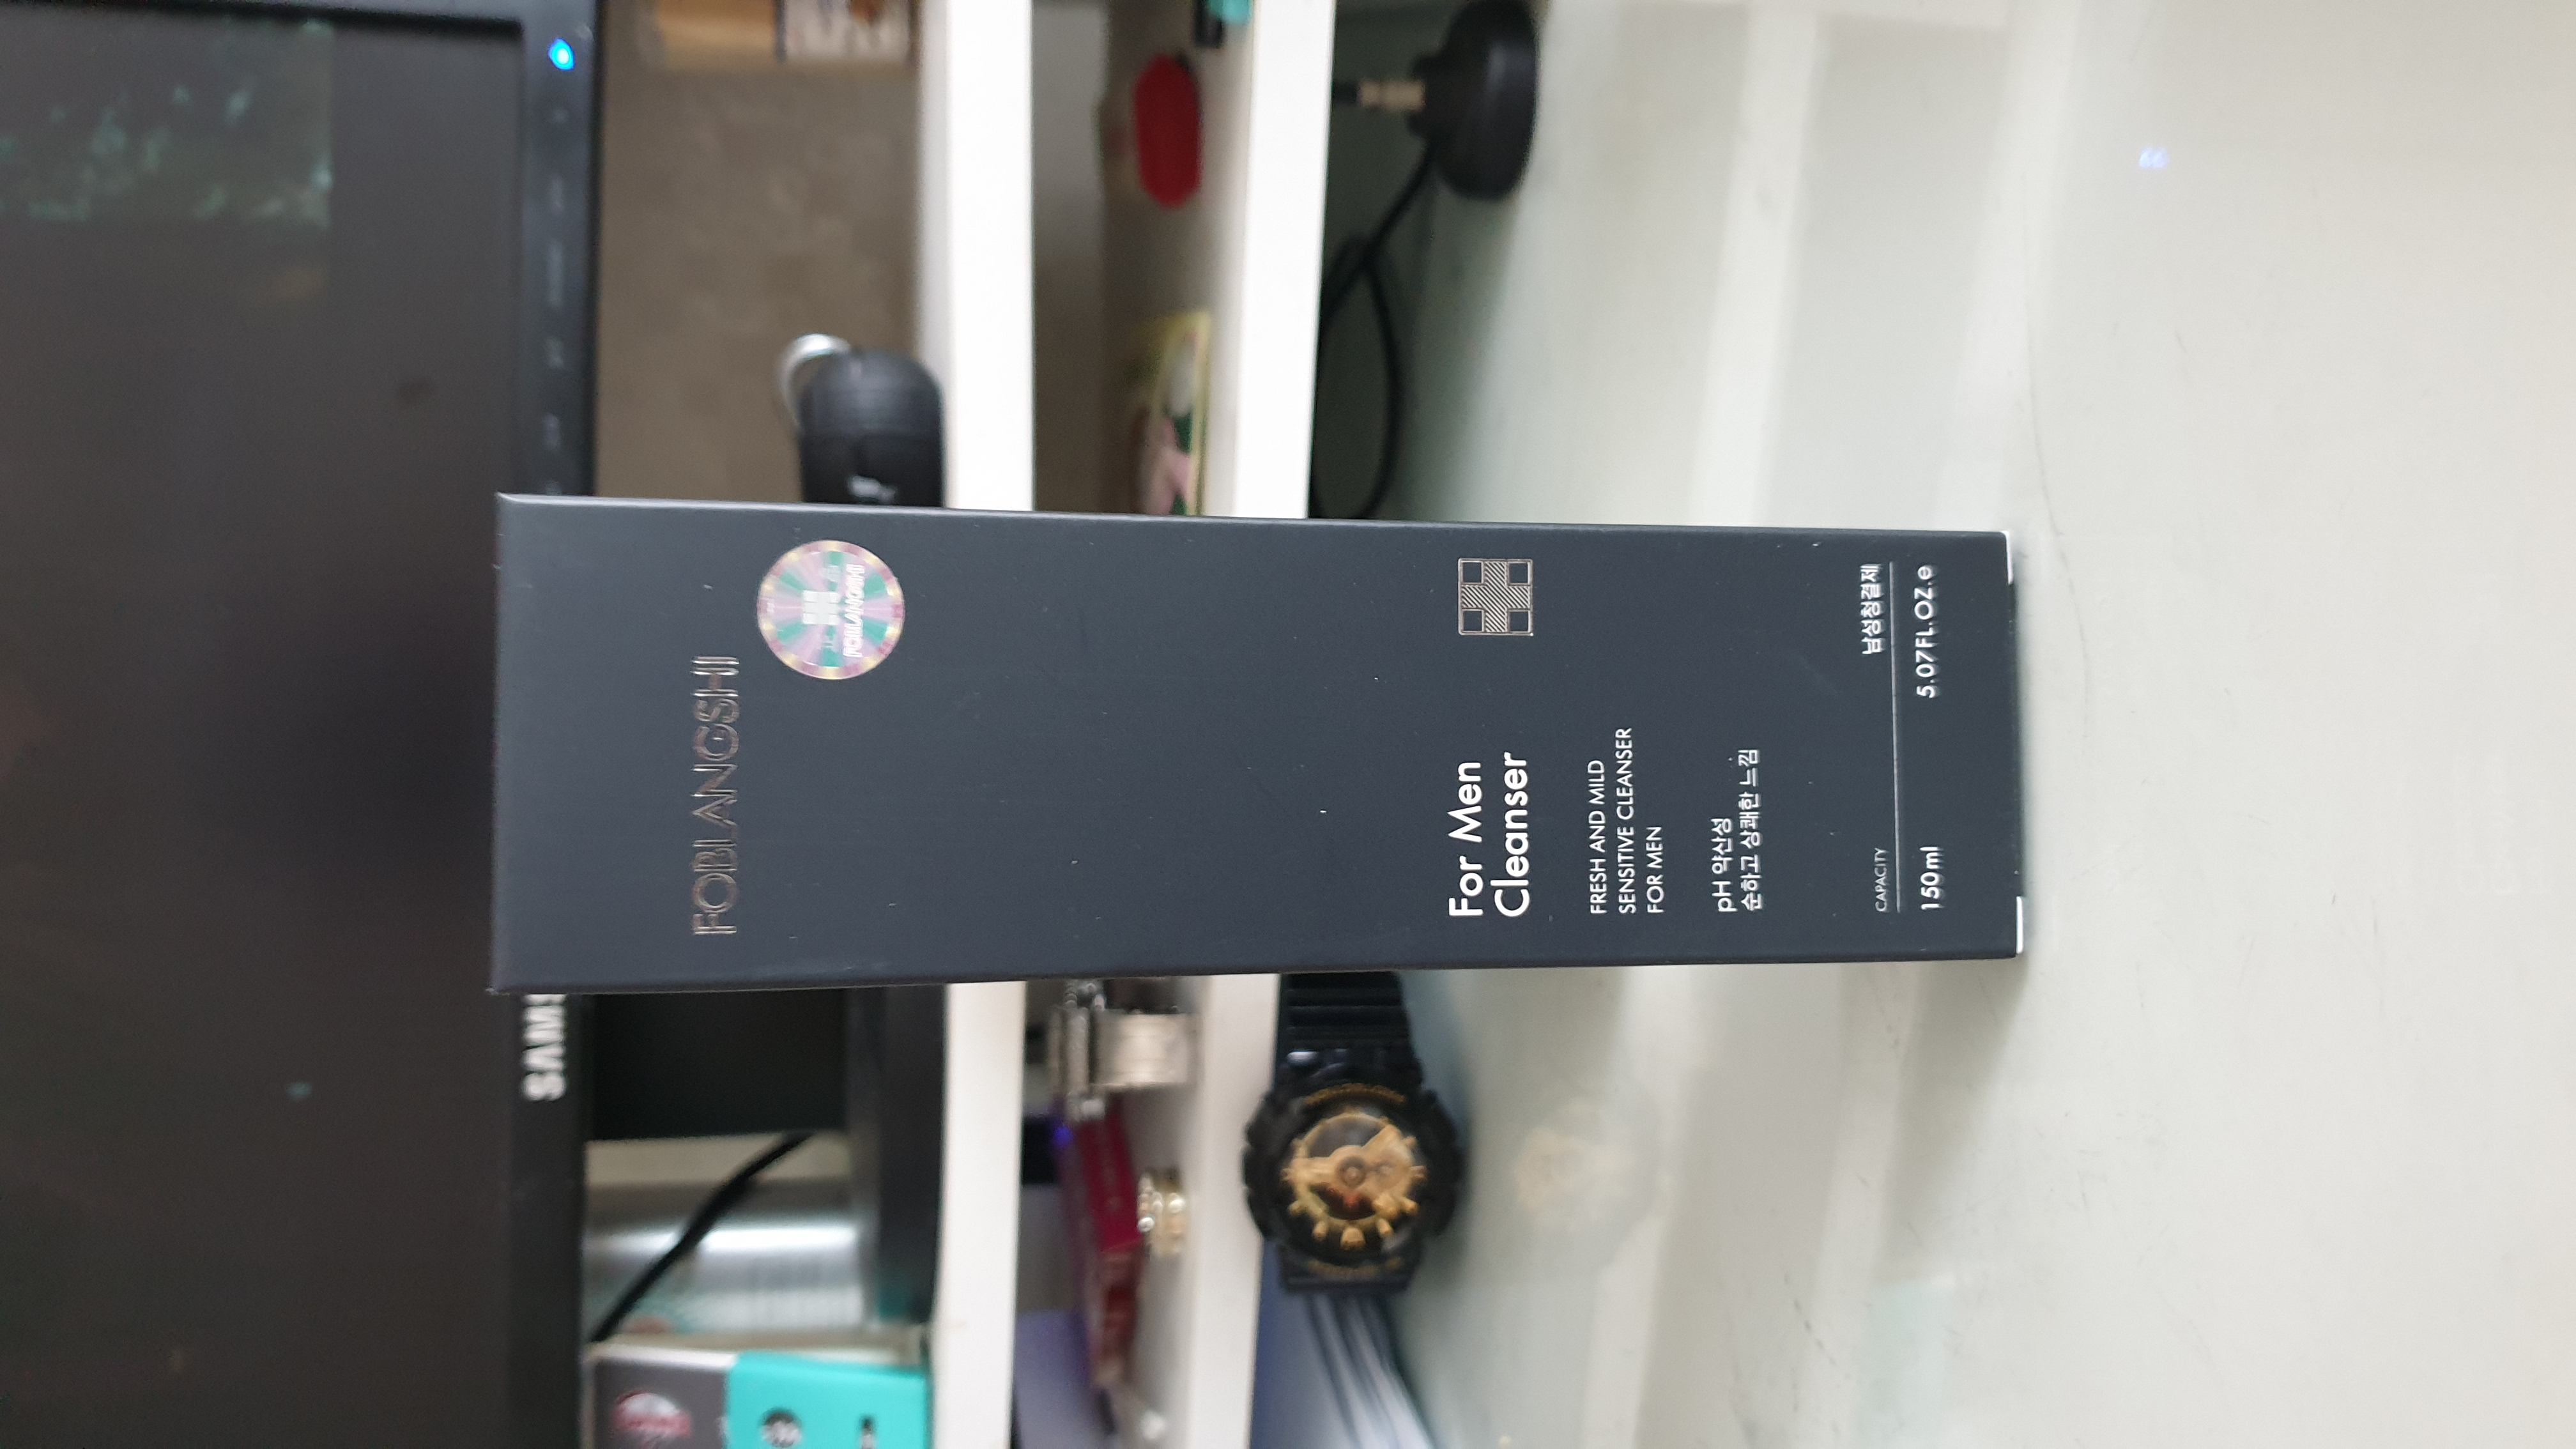 FOBLANGSHI
FOBLANGSHI
For Men
Cleanser
FRESH AND MILD
SENSITIVE CLEANSER
FOR MEN
pH 약산성
순하고 상쾌한 느낌
CAPACITY 남성청결제
150ml 5.07FL.OZ.e